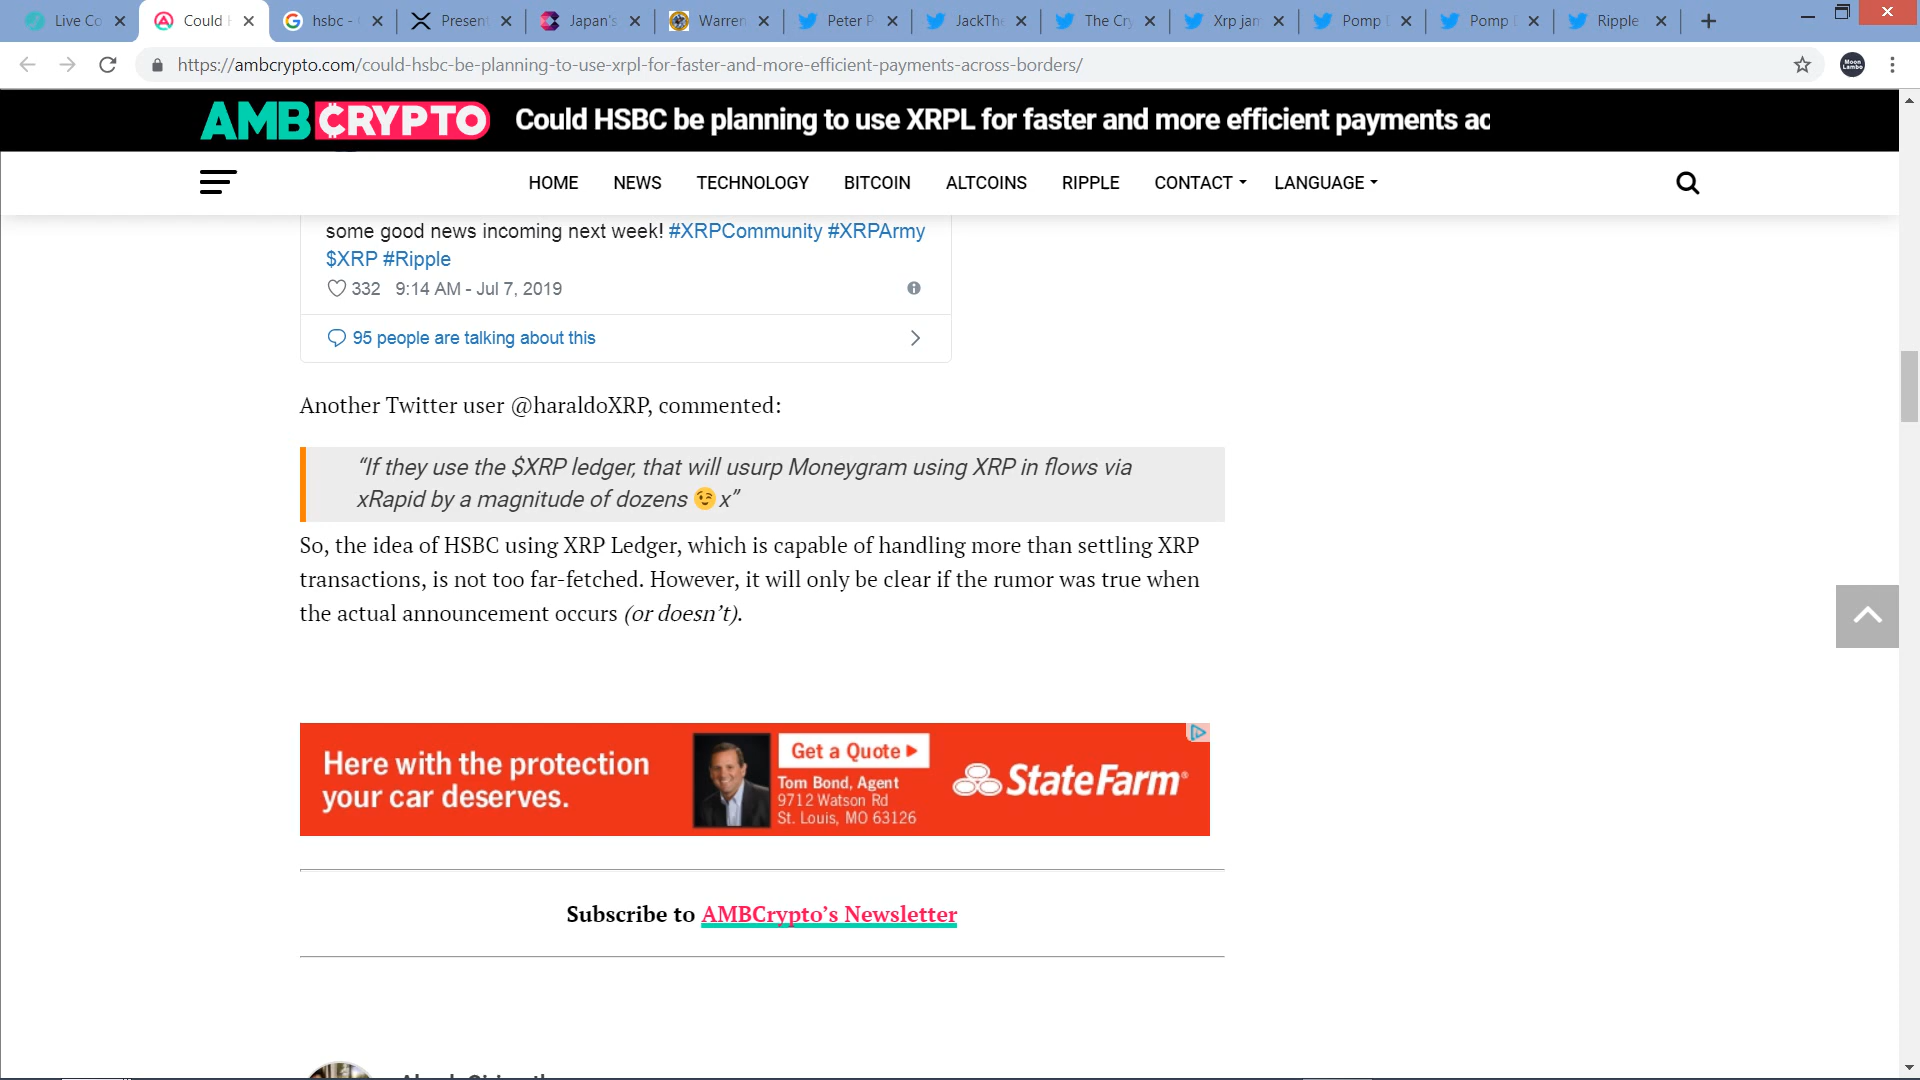 Live Co
Could
hsbc -
Present
Japan's
Warren
Peter P
JackThe
The Cry
Xrp jan
Pomp
Pomp
Ripple
https://ambcrypto.com/could-hsbc-be-planning-to-use-xrpl-for-faster-and-more-efficient-payments-across-borders/
Moon Lambo
AMBCRYPTO
Could HSBC be planning to use XRPL for faster and more efficient payments ac
HOME NEWS TECHNOLOGY BITCOIN ALTCOINS RIPPLE CONTACT LANGUAGE
some good news incoming next week! #XRPCommunity #XRPArmy
$XRP #Ripple
332 9:14 AM - Jul 7, 2019
95 people are talking about this
Another Twitter user @haraldoXRP, commented:
“If they use the $XRP ledger, that will usurp Moneygram using XRP in flows via
xRapid by a magnitude of dozens 😉x”
So, the idea of HSBC using XRP Ledger, which is capable of handling more than settling XRP
transactions, is not too far-fetched. However, it will only be clear if the rumor was true when
the actual announcement occurs (or doesn’t).
Here with the protection
your car deserves.
Get a Quote
Tom Bond, Agent
9712 Watson Rd
St. Louis, MO 63126
StateFarm®
Subscribe to AMBCrypto’s Newsletter